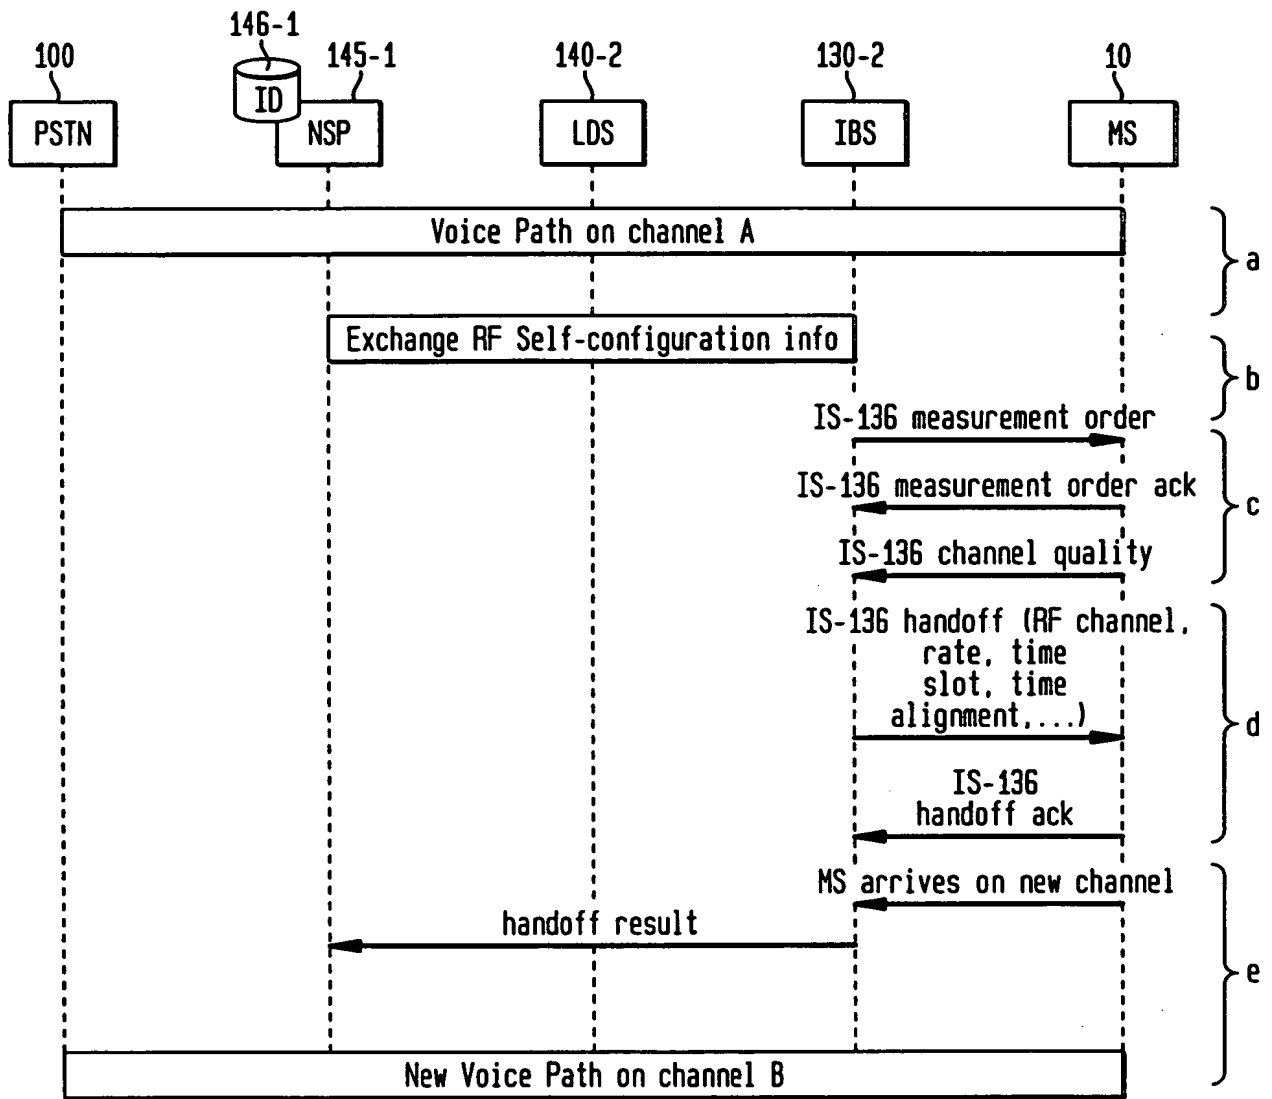 146-1
100
145-1
140-2
130-2
10
ID
PSTN
NSP
LDS
IBS
MS
Voice Path on channel A
a
Exchange RF Self-configuration info
b
IS-136 measurement order
IS-136 measurement order ack
c
IS-136 channel quality
IS-136 handoff (RF channel,
rate, time
slot, time
alignment,...)
d
IS-136
handoff ack
MS arrives on new channel
handoff result
e
New Voice Path on channel B